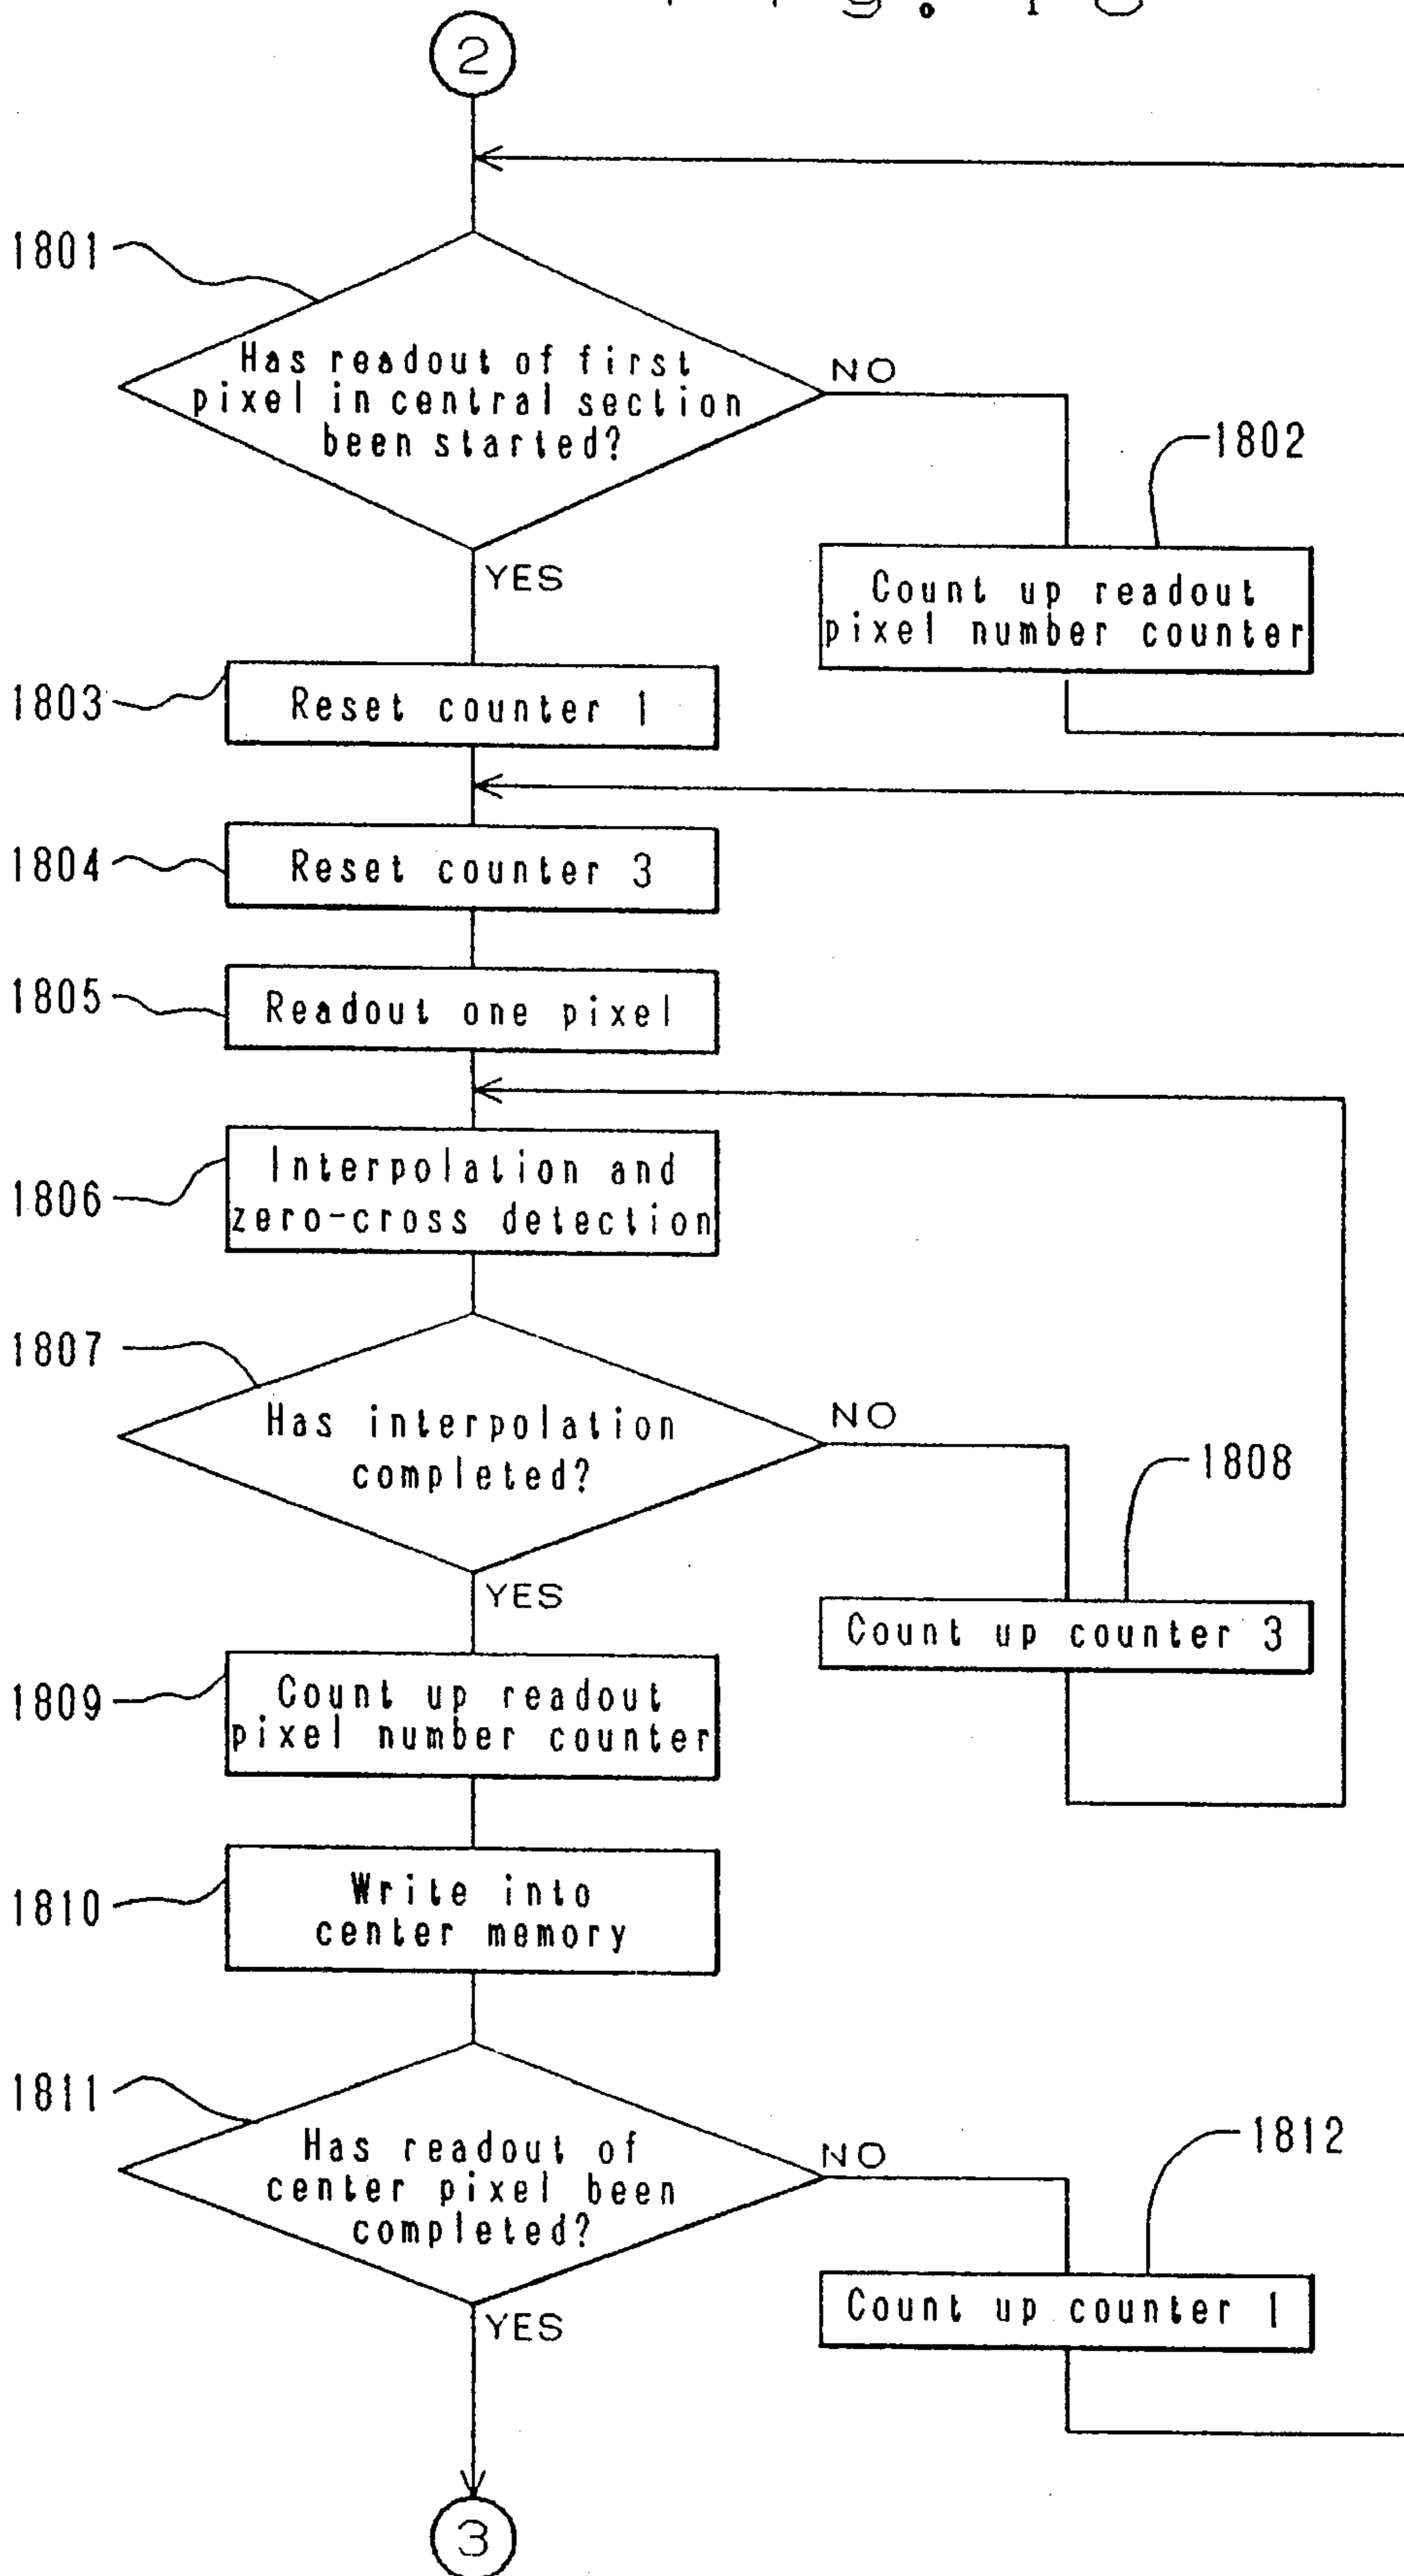 2
1801
Has readout of first
pixel in central section
been started?
NO
1802
Count up readout
pixel number counter
YES
1803
Reset counter 1
1804
Reset counter 3
1805
Readout one pixel
1806
Interpolation and
zero-cross detection
1807
Has interpolation
completed?
NO
1808
Count up counter 3
YES
1809
Count up readout
pixel number counter
1810
Write into
center memory
1811
Has readout of
center pixel been
completed?
NO
1812
Count up counter 1
YES
3